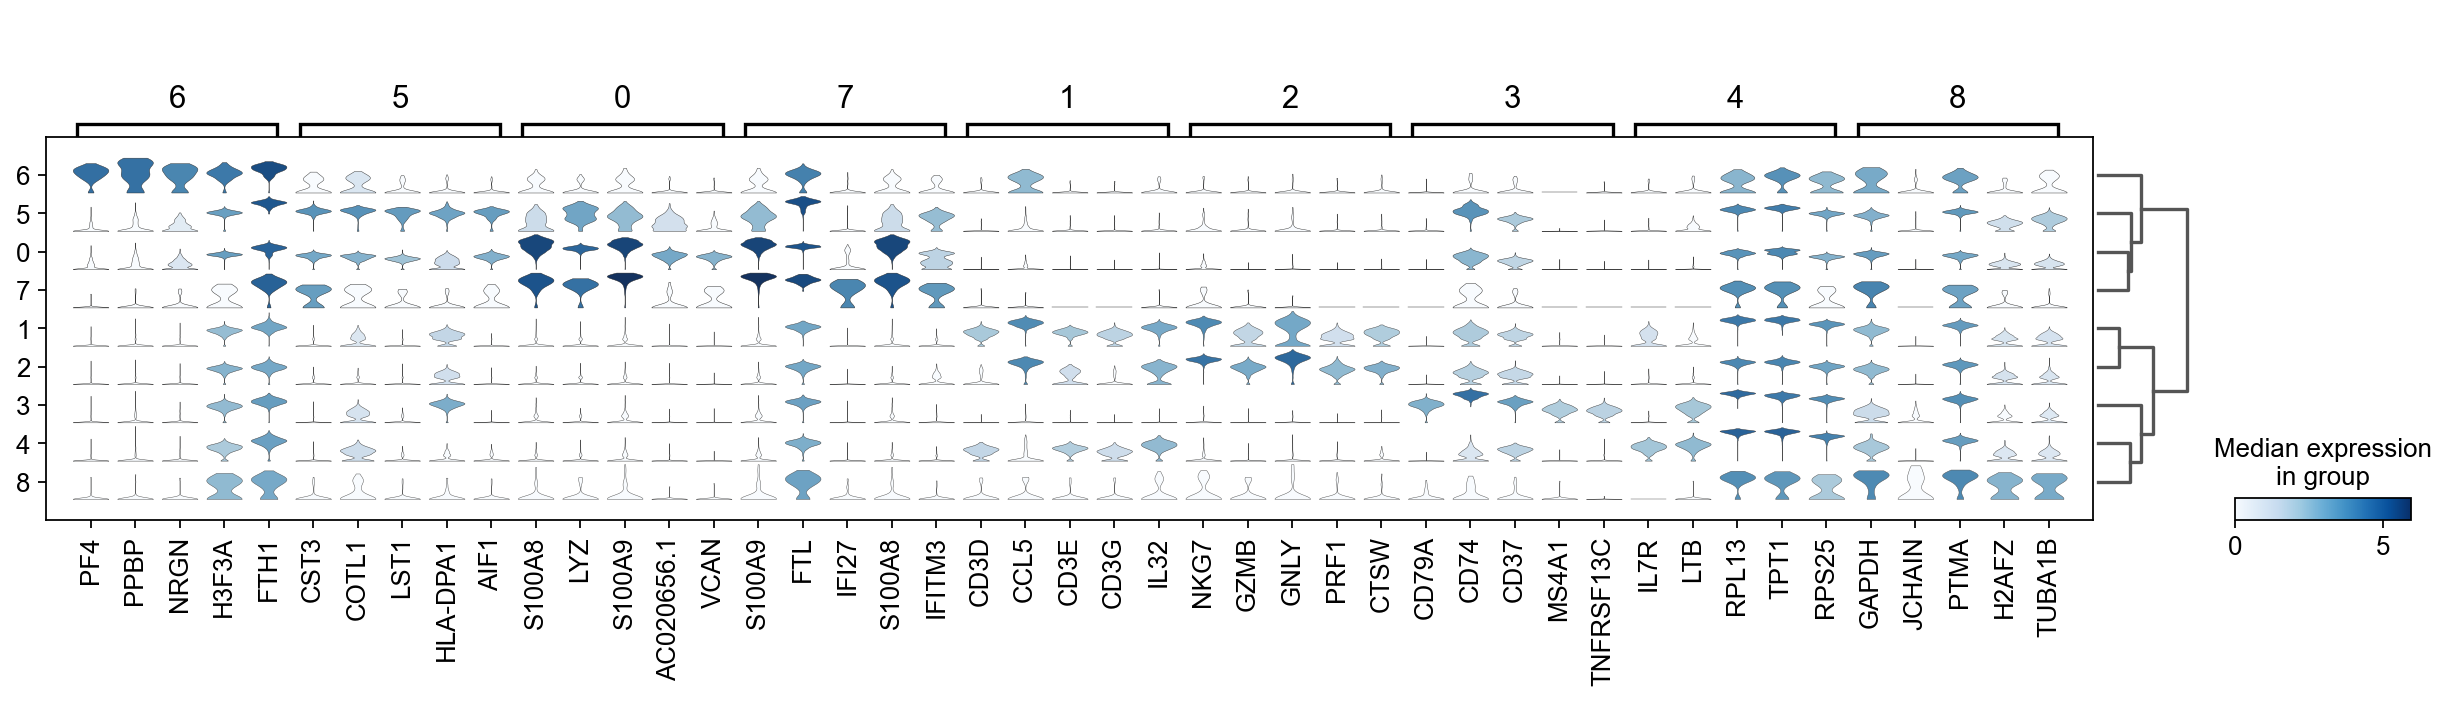 6 5 0 7 1 2 3 4 8
6
5
0
7
1
2
3
4
8
Median expression
in group
0 5
PF4 PPBP NRGN H3F3A FTH1 CST3 COTL1 LST1 HLA-DPA1 AIF1 S100A8 LYZ S100A9 AC020656.1 VCAN S100A9 FTL IFI27 S100A8 IFITM3 CD3D CCL5 CD3E CD3G IL32 NKG7 GZMB GNLY PRF1 CTSW CD79A CD74 CD37 MS4A1 TNFRSF13C IL7R LTB RPL13 TPT1 RPS25 GAPDH JCHAIN PTMA H2AFZ TUBA1B